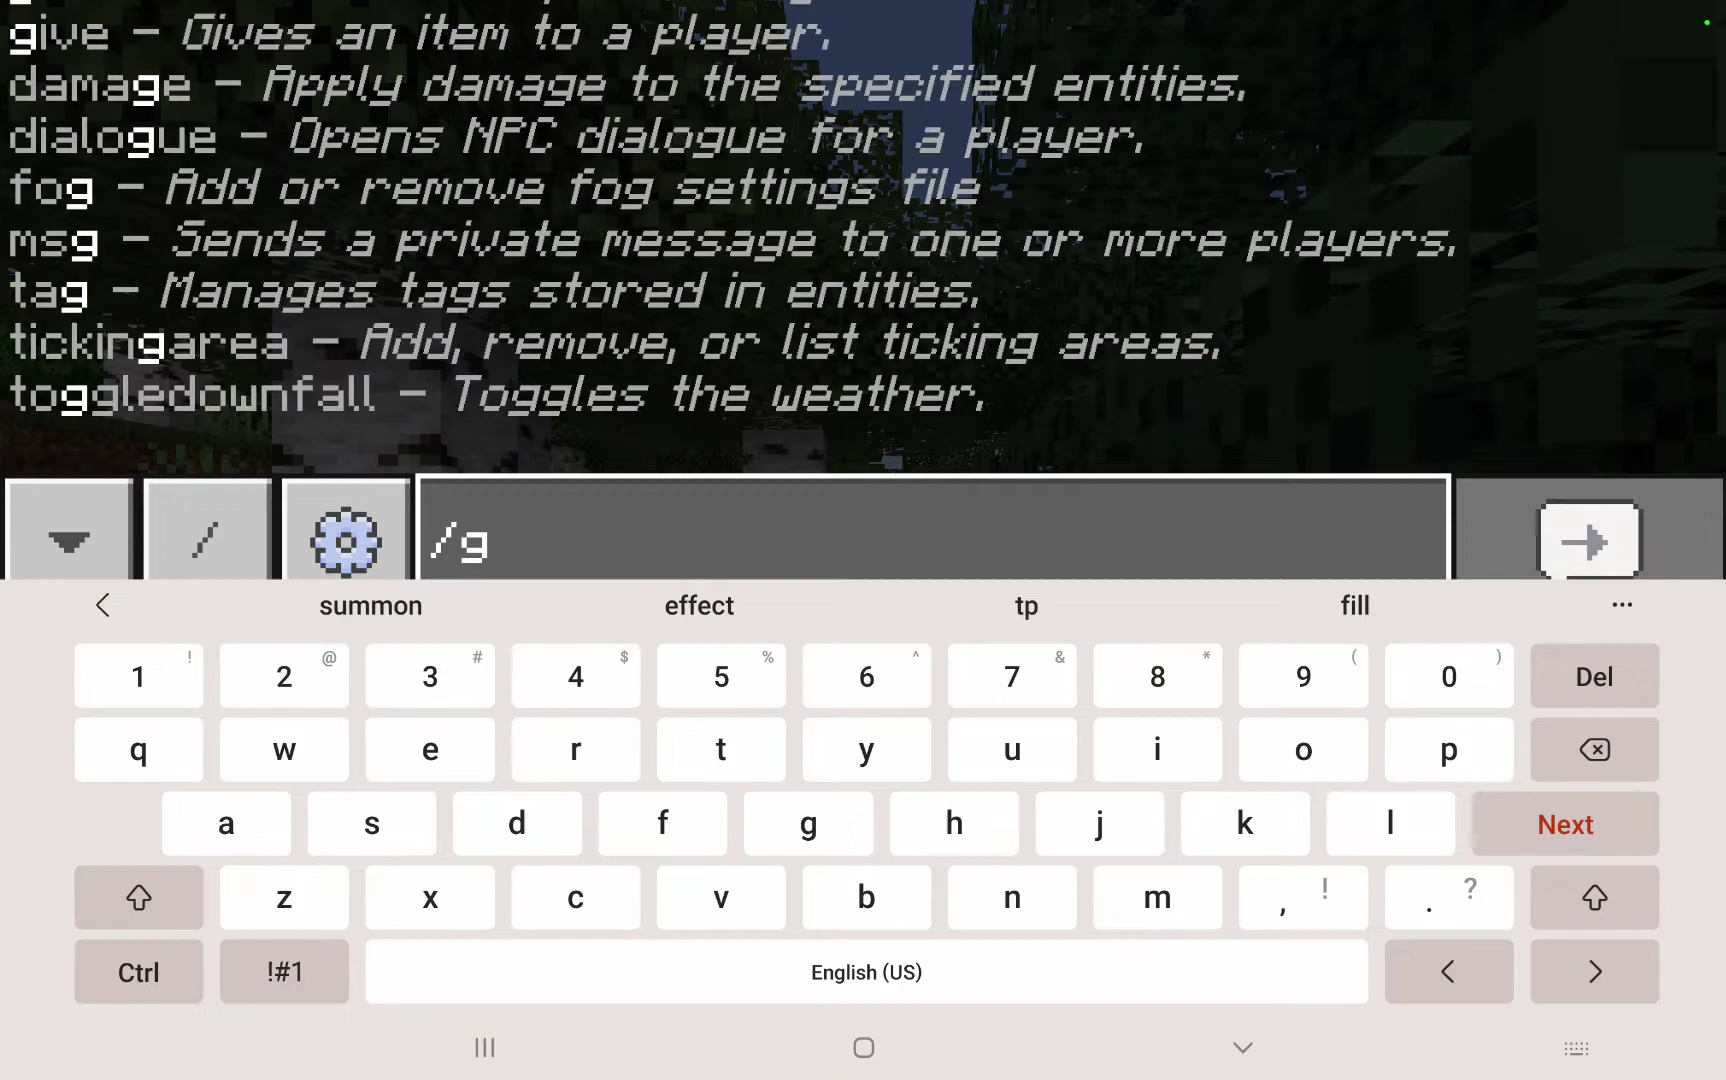 give – Gives an item to a player.
damage – Apply damage to the specified entities.
dialogue – Opens NPC dialogue for a player.
fog – Add or remove fog settings file
msg – Sends a private message to one or more players.
tag – Manages tags stored in entities.
tickingarea – Add, remove, or list ticking areas.
toggledownfall – Toggles the weather.
/ /g
summon effect tp fill ...
1 ! 2 @ 3 # 4 $ 5 % 6 ^ 7 & 8 * 9 ( 0 ) Del
q w e r t y u i o p
a s d f g h j k l Next
z x c v b n m , ! . ?
Ctrl !#1 English (US) < >